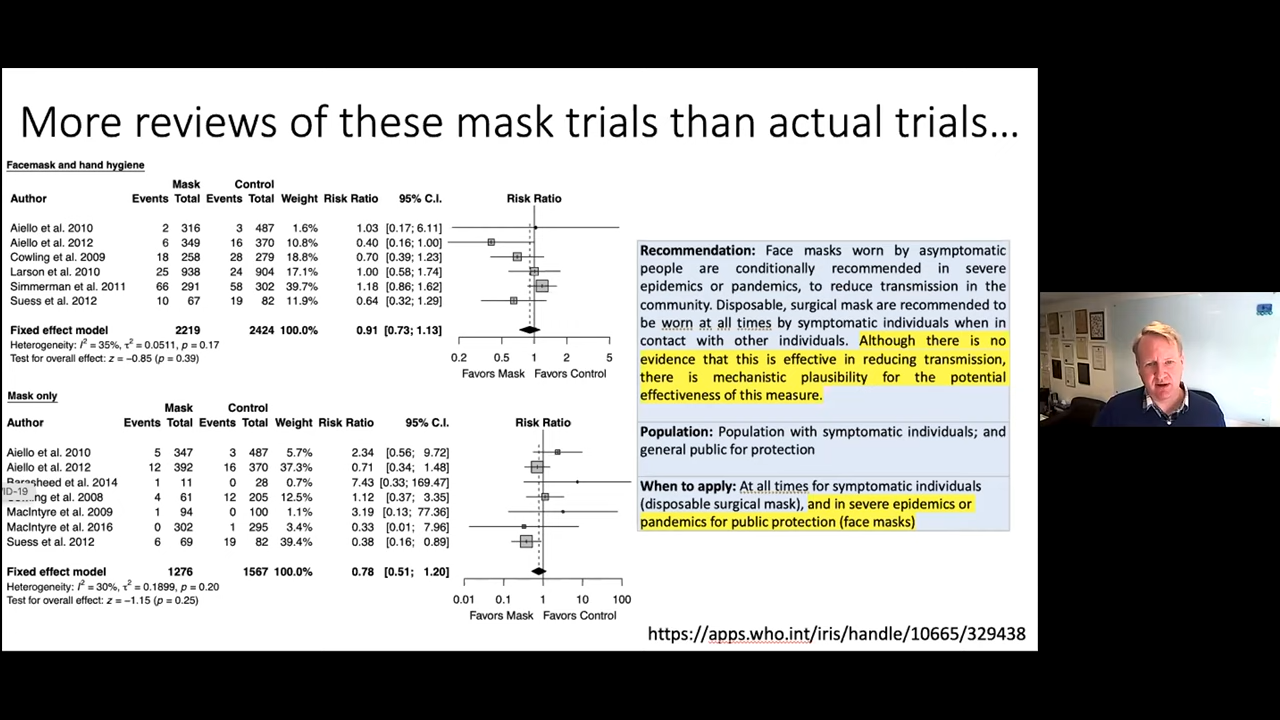 More reviews of these mask trials than actual trials...
Facemask and hand hygiene
Mask Control
Author Events Total Events Total Weight Risk Ratio 95% C.I. Risk Ratio
Aiello et al. 2010 2 316 3 487 1.6% 1.03 [0.17; 6.11]
Aiello et al. 2012 6 349 16 370 10.8% 0.40 [0.16; 1.00]
Cowling et al. 2009 18 258 28 279 18.8% 0.70 [0.39; 1.23]
Larson et al. 2010 25 938 24 904 17.1% 1.00 [0.58; 1.74]
Simmerman et al. 2011 66 291 58 302 39.7% 1.18 [0.86; 1.62]
Suess et al. 2012 10 67 19 82 11.9% 0.64 [0.32; 1.29]
Fixed effect model 2219 2424 100.0% 0.91 [0.73; 1.13]
Heterogeneity: I² = 35%, τ² = 0.0511, p = 0.17
Test for overall effect: z = −0.85 (p = 0.39)
0.2 0.5 1 2 5
Favors Mask Favors Control
Mask only
Mask Control
Author Events Total Events Total Weight Risk Ratio 95% C.I. Risk Ratio
Aiello et al. 2010 5 347 3 487 5.7% 2.34 [0.56; 9.72]
Aiello et al. 2012 12 392 16 370 37.3% 0.71 [0.34; 1.48]
Barasheed et al. 2014 1 11 0 28 0.7% 7.43 [0.33; 169.47]
ID-19
ng et al. 2008 4 61 12 205 12.5% 1.12 [0.37; 3.35]
MacIntyre et al. 2009 1 94 0 100 1.1% 3.19 [0.13; 77.36]
MacIntyre et al. 2016 0 302 1 295 3.4% 0.33 [0.01; 7.96]
Suess et al. 2012 6 69 19 82 39.4% 0.38 [0.16; 0.89]
Fixed effect model 1276 1567 100.0% 0.78 [0.51; 1.20]
Heterogeneity: I² = 30%, τ² = 0.1899, p = 0.20
Test for overall effect: z = −1.15 (p = 0.25)
0.01 0.1 1 10 100
Favors Mask Favors Control
Recommendation: Face masks worn by asymptomatic
people are conditionally recommended in severe
epidemics or pandemics, to reduce transmission in the
community. Disposable, surgical mask are recommended to
be worn at all times by symptomatic individuals when in
contact with other individuals. Although there is no
evidence that this is effective in reducing transmission,
there is mechanistic plausibility for the potential
effectiveness of this measure.
Population: Population with symptomatic individuals; and
general public for protection
When to apply: At all times for symptomatic individuals
(disposable surgical mask), and in severe epidemics or
pandemics for public protection (face masks)
https://apps.who.int/iris/handle/10665/329438